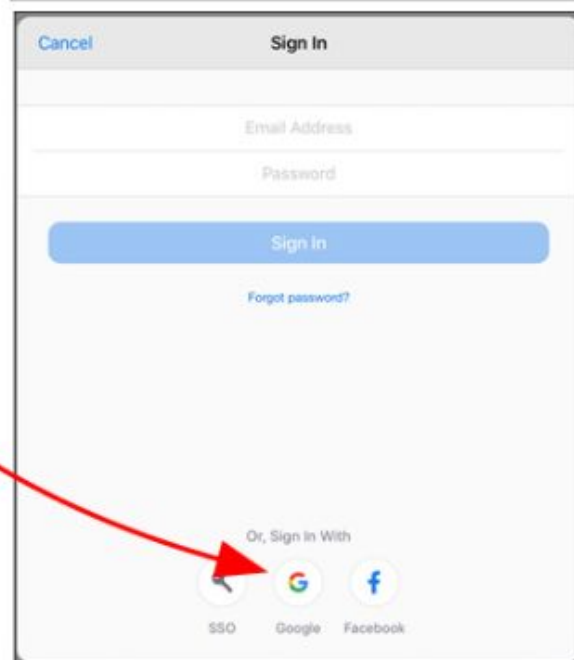 Cancel Sign In
Email Address
Password
Sign In
Forgot password?
Or, Sign In With
SSO Google Facebook